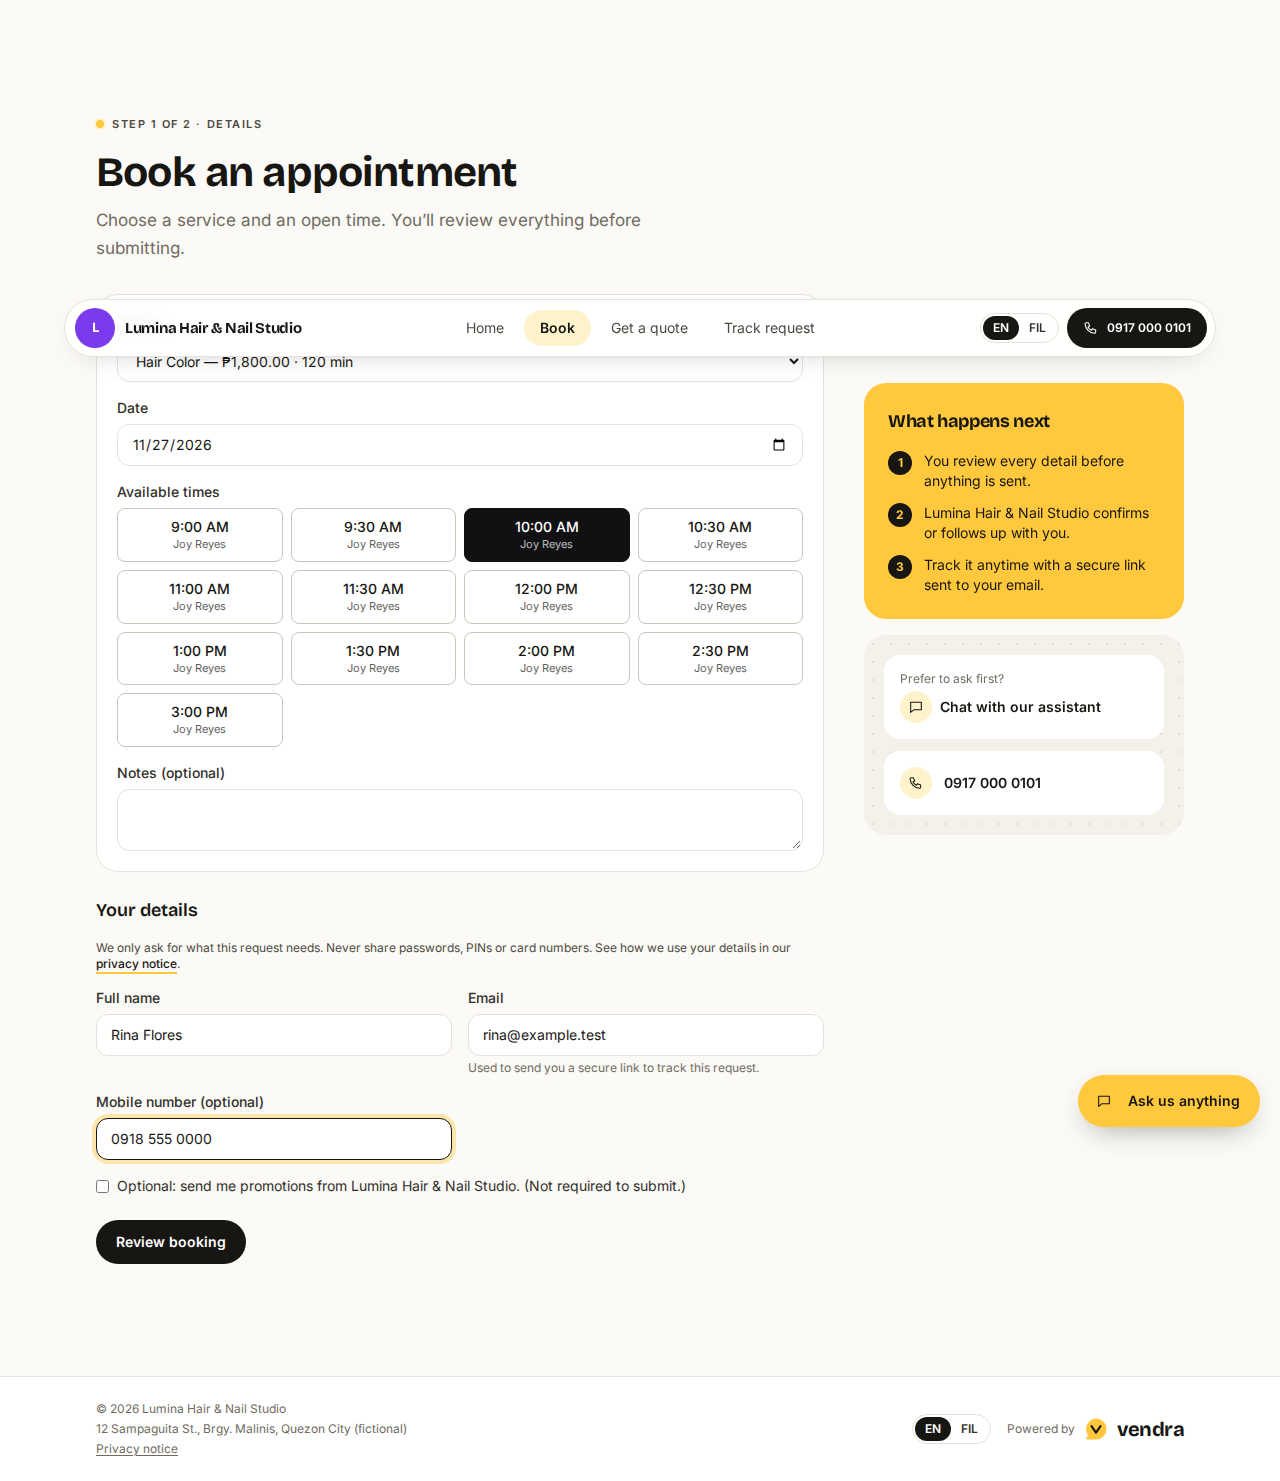 STEP 1 OF 2 · DETAILS
Book an appointment
Choose a service and an open time. You’ll review everything before
submitting.
L
Lumina Hair & Nail Studio
Home
Book
Get a quote
Track request
EN
FIL
0917 000 0101
Hair Color — ₱1,800.00 · 120 min
Date
11/27/2026
Available times
9:00 AM
Joy Reyes
9:30 AM
Joy Reyes
10:00 AM
Joy Reyes
10:30 AM
Joy Reyes
11:00 AM
Joy Reyes
11:30 AM
Joy Reyes
12:00 PM
Joy Reyes
12:30 PM
Joy Reyes
1:00 PM
Joy Reyes
1:30 PM
Joy Reyes
2:00 PM
Joy Reyes
2:30 PM
Joy Reyes
3:00 PM
Joy Reyes
Notes (optional)
What happens next
1
You review every detail before
anything is sent.
2
Lumina Hair & Nail Studio confirms
or follows up with you.
3
Track it anytime with a secure link
sent to your email.
Prefer to ask first?
Chat with our assistant
0917 000 0101
Your details
We only ask for what this request needs. Never share passwords, PINs or card numbers. See how we use your details in our
privacy notice.
Full name
Rina Flores
Email
rina@example.test
Used to send you a secure link to track this request.
Mobile number (optional)
0918 555 0000
Optional: send me promotions from Lumina Hair & Nail Studio. (Not required to submit.)
Review booking
Ask us anything
© 2026 Lumina Hair & Nail Studio
12 Sampaguita St., Brgy. Malinis, Quezon City (fictional)
Privacy notice
EN
FIL
Powered by
vendra